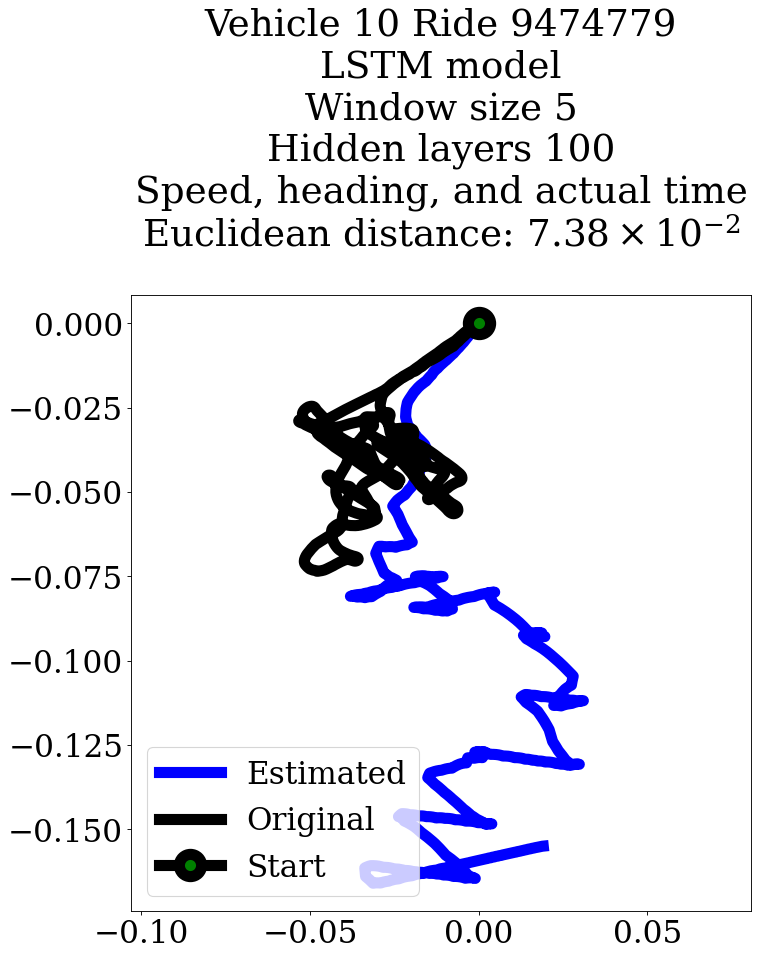 Vehicle 10 Ride 9474779
LSTM model
Window size 5
Hidden layers 100
Speed, heading, and actual time
Euclidean distance: 7.38 × 10⁻²
0.000
−0.025
−0.050
−0.075
−0.100
−0.125
−0.150
Estimated
Original
Start
−0.10
−0.05
0.00
0.05